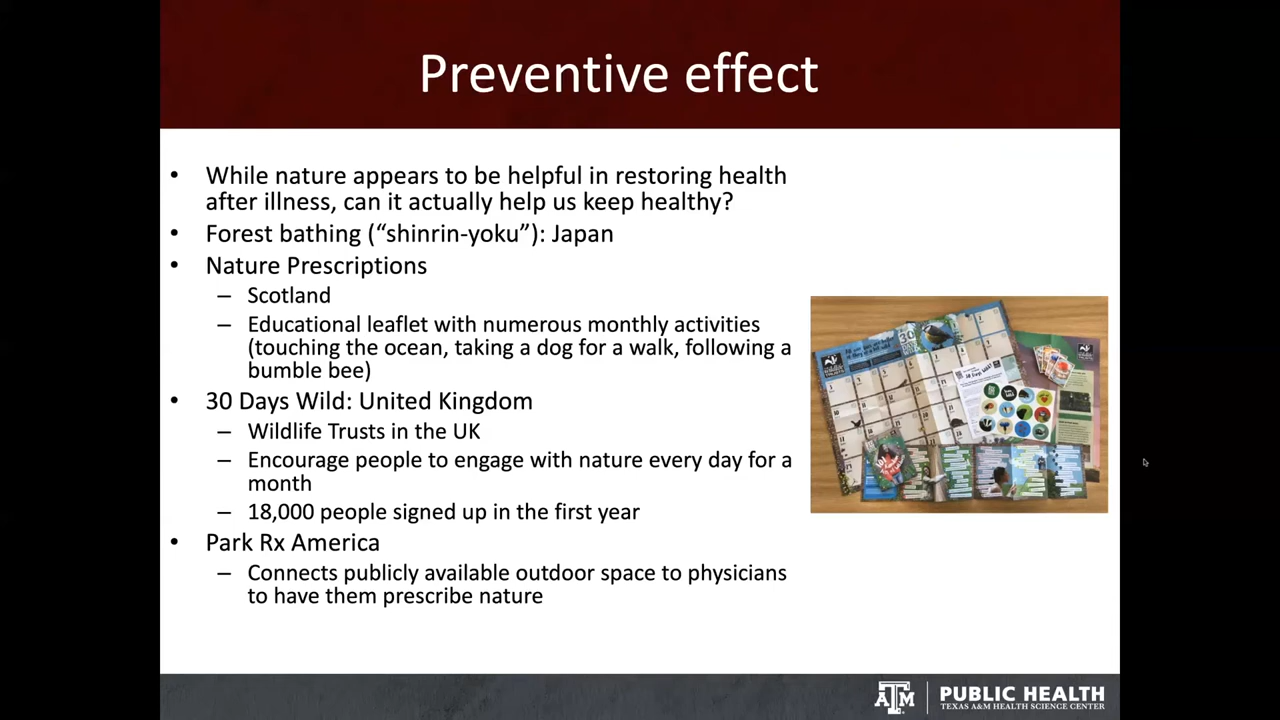 Preventive effect
• While nature appears to be helpful in restoring health
after illness, can it actually help us keep healthy?
• Forest bathing (“shinrin-yoku”): Japan
• Nature Prescriptions
– Scotland
– Educational leaflet with numerous monthly activities
(touching the ocean, taking a dog for a walk, following a
bumble bee)
• 30 Days Wild: United Kingdom
– Wildlife Trusts in the UK
– Encourage people to engage with nature every day for a
month
– 18,000 people signed up in the first year
• Park Rx America
– Connects publicly available outdoor space to physicians
to have them prescribe nature
ATM
PUBLIC HEALTH
TEXAS A&M HEALTH SCIENCE CENTER